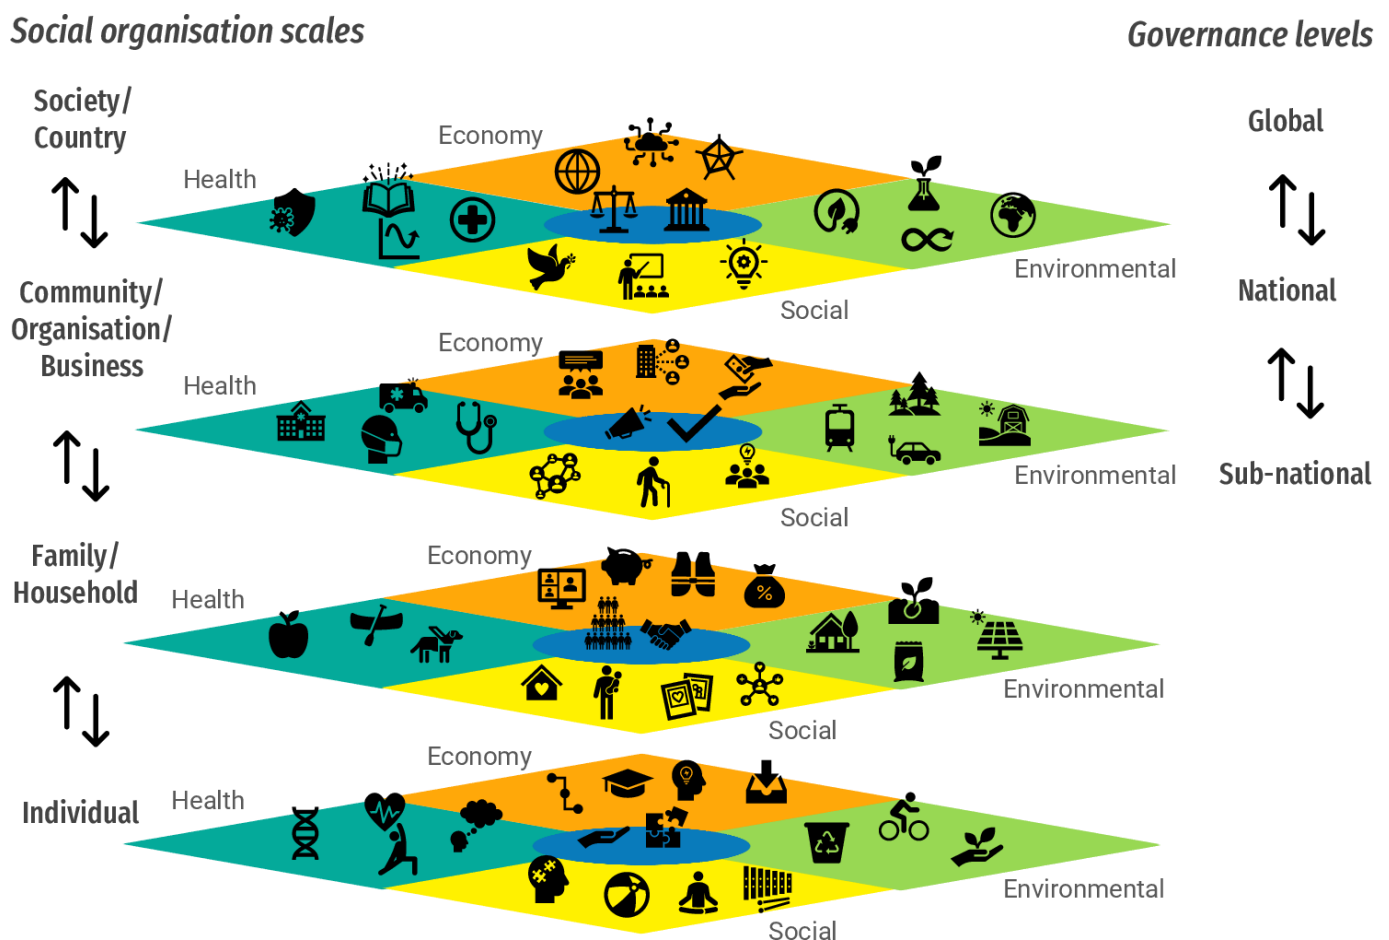 Social organisation scales
Governance levels
Society/
Country
Global
Economy
Health
Environmental
Social
Community/
Organisation/
Business
National
Economy
Health
Environmental
Social
Sub-national
Family/
Household
Economy
Health
Environmental
Social
%
Individual
Economy
Health
Environmental
Social